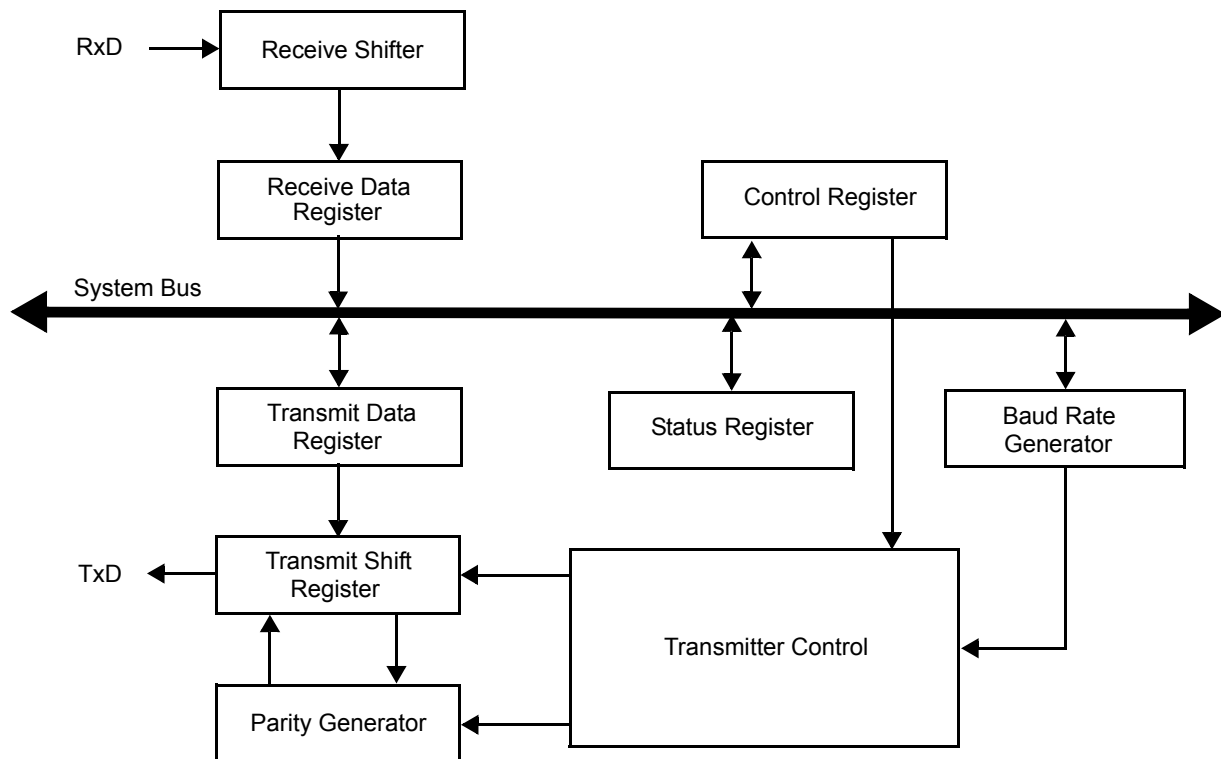 RxD
Receive Shifter
Receive Data
Register
Control Register
System Bus
Transmit Data
Register
Status Register
Baud Rate
Generator
TxD
Transmit Shift
Register
Transmitter Control
Parity Generator